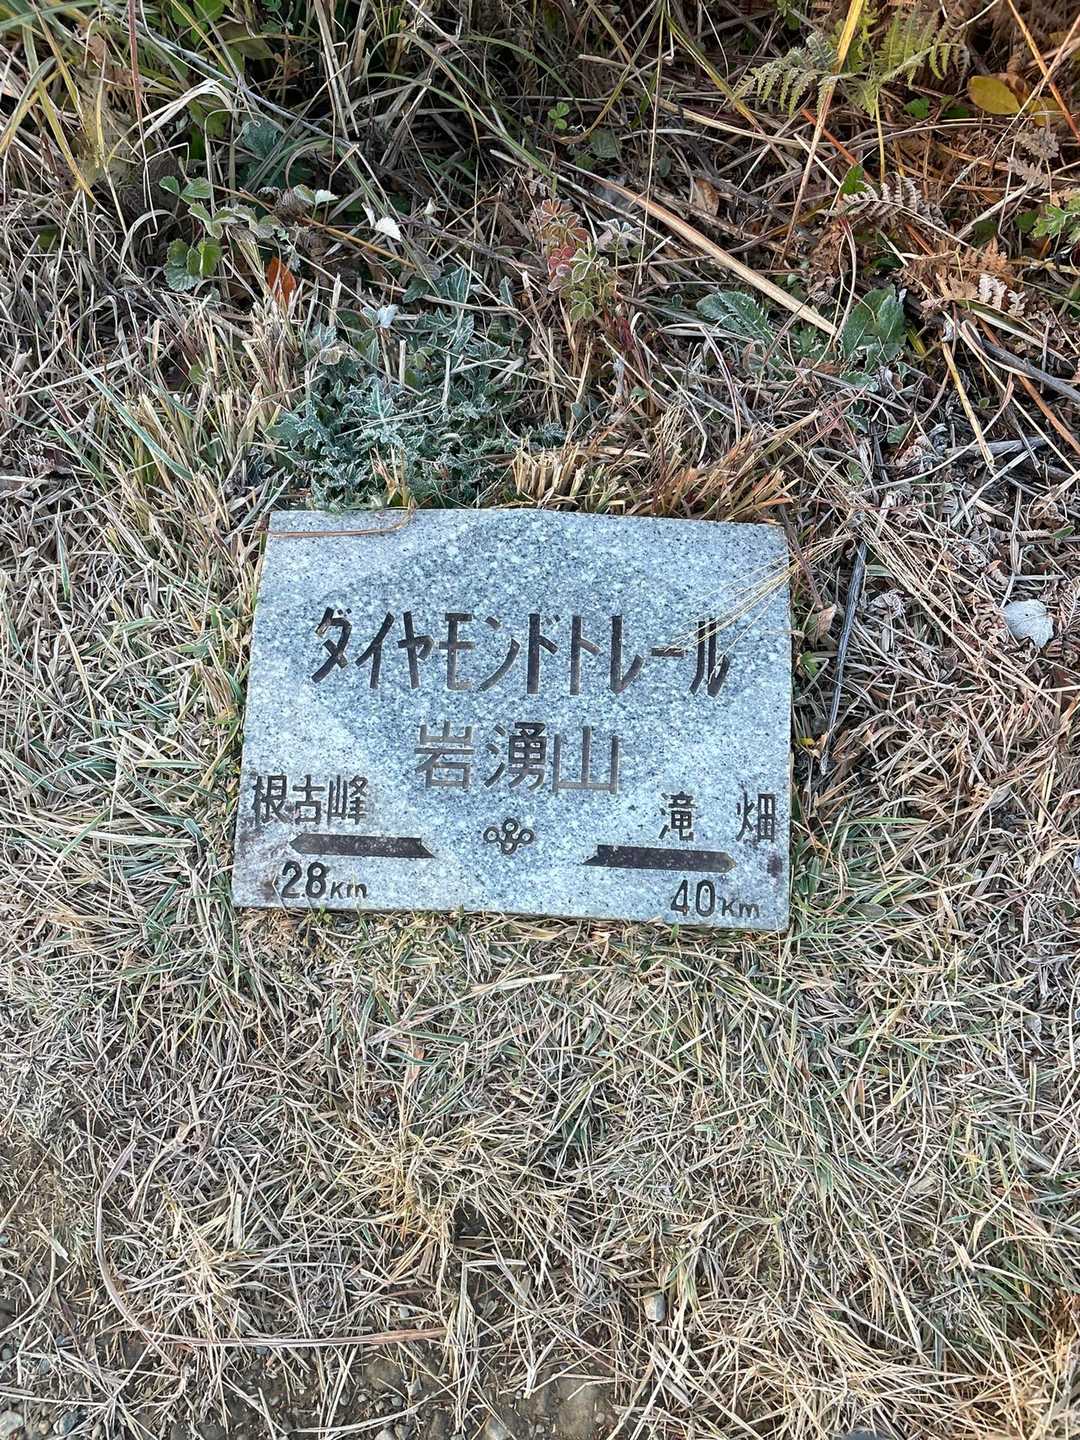 ダイヤモンドトレール
岩湧山
根古峰 滝畑
28Km 40Km